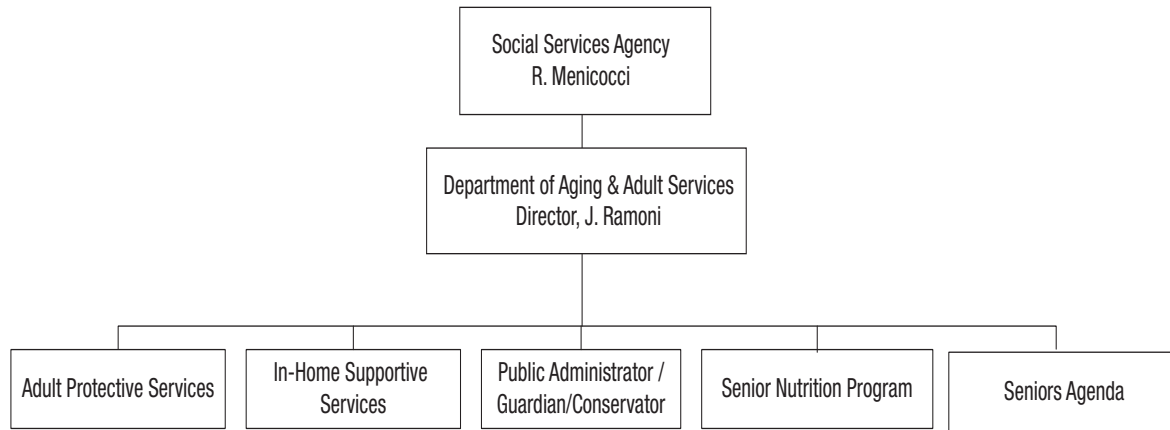 Social Services Agency
R. Menicocci
Department of Aging & Adult Services
Director, J. Ramoni
Adult Protective Services
In-Home Supportive
Services
Public Administrator /
Guardian/Conservator
Senior Nutrition Program
Seniors Agenda